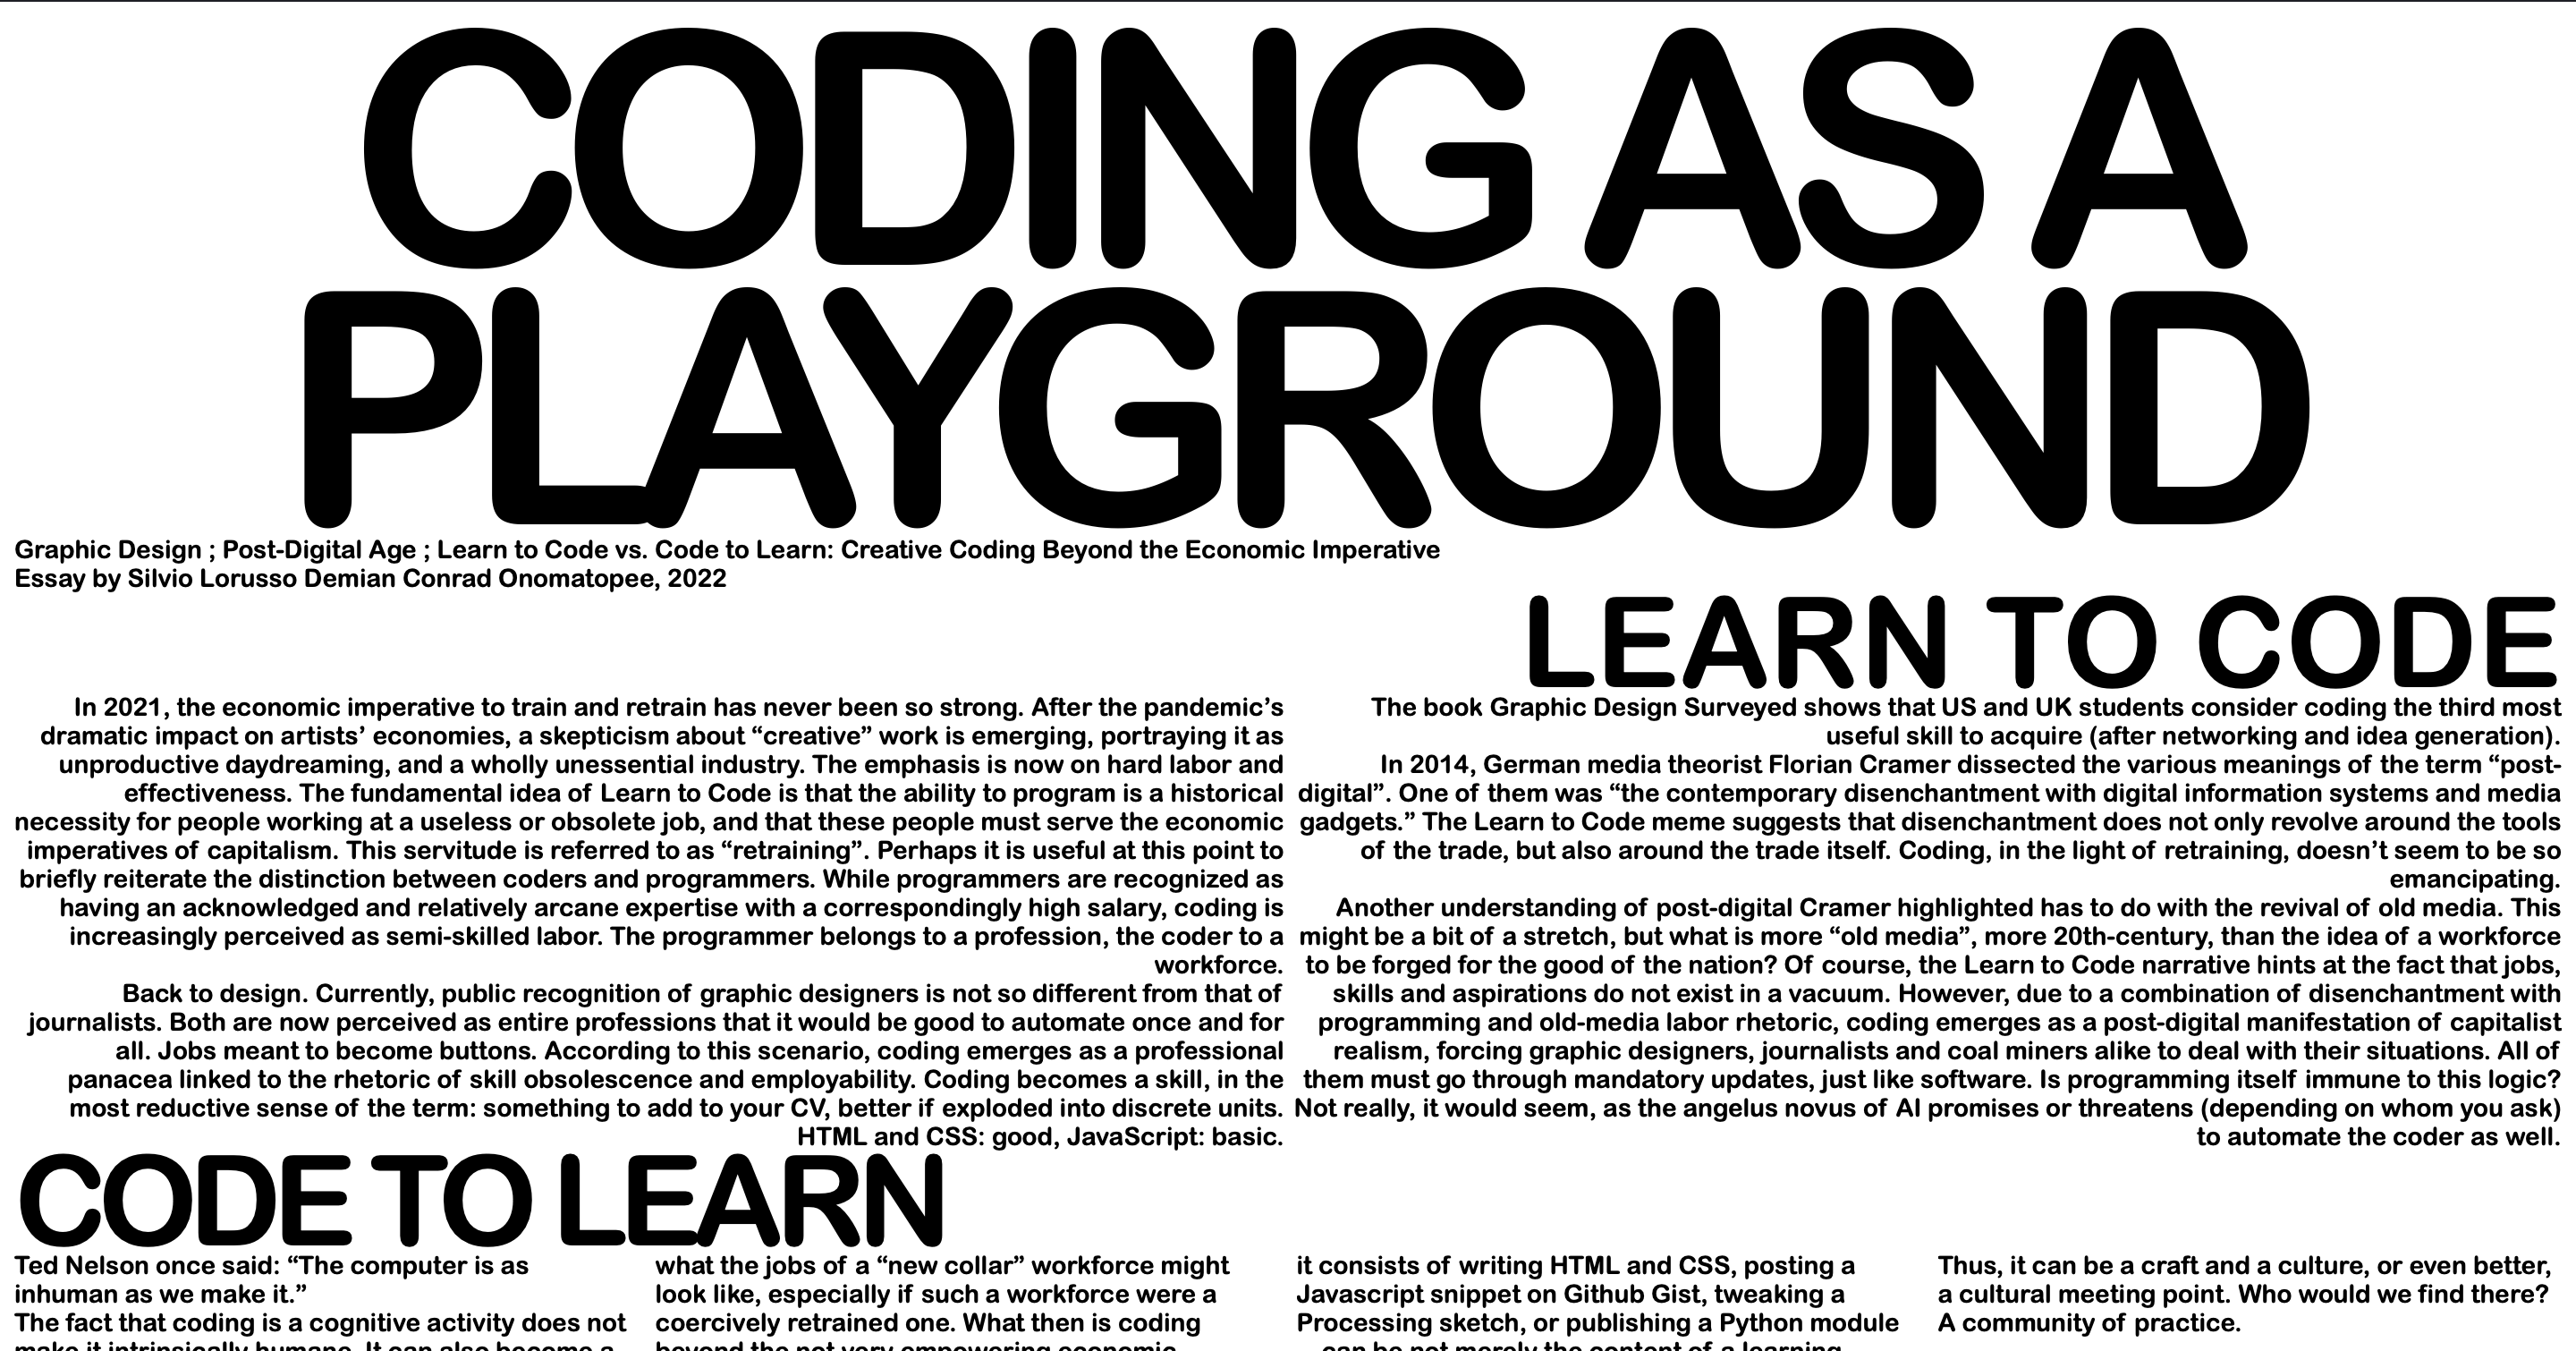 CODING AS A
PLAYGROUND
Graphic Design ; Post-Digital Age ; Learn to Code vs. Code to Learn: Creative Coding Beyond the Economic Imperative
Essay by Silvio Lorusso Demian Conrad Onomatopee, 2022
LEARN TO CODE
In 2021, the economic imperative to train and retrain has never been so strong. After the pandemic’s
dramatic impact on artists’ economies, a skepticism about “creative” work is emerging, portraying it as
unproductive daydreaming, and a wholly unessential industry. The emphasis is now on hard labor and
effectiveness. The fundamental idea of Learn to Code is that the ability to program is a historical
necessity for people working at a useless or obsolete job, and that these people must serve the economic
imperatives of capitalism. This servitude is referred to as “retraining”. Perhaps it is useful at this point to
briefly reiterate the distinction between coders and programmers. While programmers are recognized as
having an acknowledged and relatively arcane expertise with a correspondingly high salary, coding is
increasingly perceived as semi-skilled labor. The programmer belongs to a profession, the coder to a
workforce.
Back to design. Currently, public recognition of graphic designers is not so different from that of
journalists. Both are now perceived as entire professions that it would be good to automate once and for
all. Jobs meant to become buttons. According to this scenario, coding emerges as a professional
panacea linked to the rhetoric of skill obsolescence and employability. Coding becomes a skill, in the
most reductive sense of the term: something to add to your CV, better if exploded into discrete units.
HTML and CSS: good, JavaScript: basic.
The book Graphic Design Surveyed shows that US and UK students consider coding the third most
useful skill to acquire (after networking and idea generation).
In 2014, German media theorist Florian Cramer dissected the various meanings of the term “post-
digital”. One of them was “the contemporary disenchantment with digital information systems and media
gadgets.” The Learn to Code meme suggests that disenchantment does not only revolve around the tools
of the trade, but also around the trade itself. Coding, in the light of retraining, doesn’t seem to be so
emancipating.
Another understanding of post-digital Cramer highlighted has to do with the revival of old media. This
might be a bit of a stretch, but what is more “old media”, more 20th-century, than the idea of a workforce
to be forged for the good of the nation? Of course, the Learn to Code narrative hints at the fact that jobs,
skills and aspirations do not exist in a vacuum. However, due to a combination of disenchantment with
programming and old-media labor rhetoric, coding emerges as a post-digital manifestation of capitalist
realism, forcing graphic designers, journalists and coal miners alike to deal with their situations. All of
them must go through mandatory updates, just like software. Is programming itself immune to this logic?
Not really, it would seem, as the angelus novus of AI promises or threatens (depending on whom you ask)
to automate the coder as well.
CODE TO LEARN
Ted Nelson once said: “The computer is as
inhuman as we make it.”
The fact that coding is a cognitive activity does not
make it intrinsically humane. It can also become a
what the jobs of a “new collar” workforce might
look like, especially if such a workforce were a
coercively retrained one. What then is coding
beyond the not very empowering economic
it consists of writing HTML and CSS, posting a
Javascript snippet on Github Gist, tweaking a
Processing sketch, or publishing a Python module
can be not merely the content of a learning
Thus, it can be a craft and a culture, or even better,
a cultural meeting point. Who would we find there?
A community of practice.